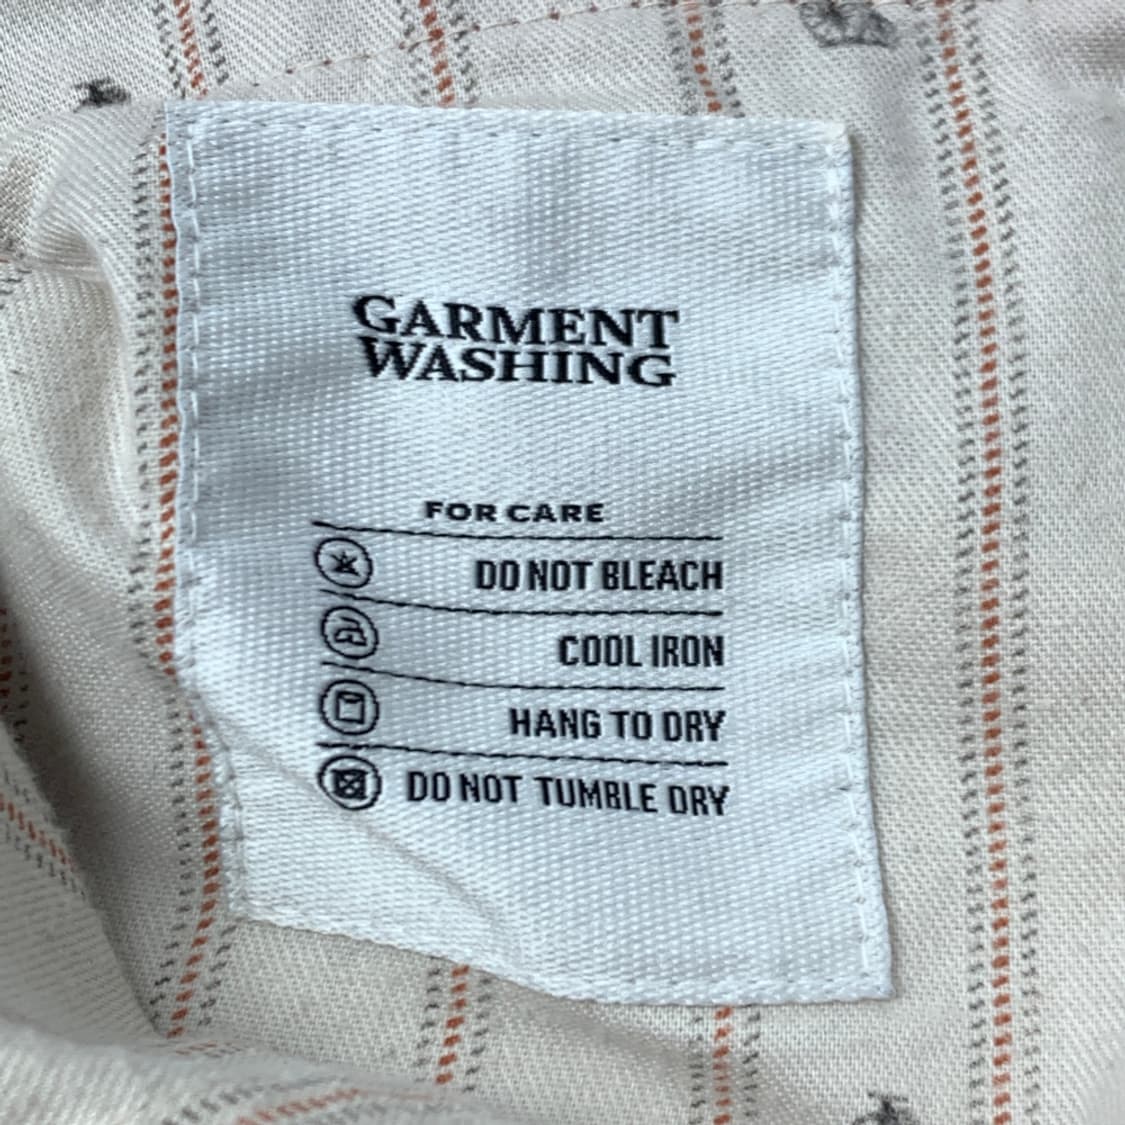 GARMENT
WASHING
FOR CARE
DO NOT BLEACH
COOL IRON
HANG TO DRY
DO NOT TUMBLE DRY